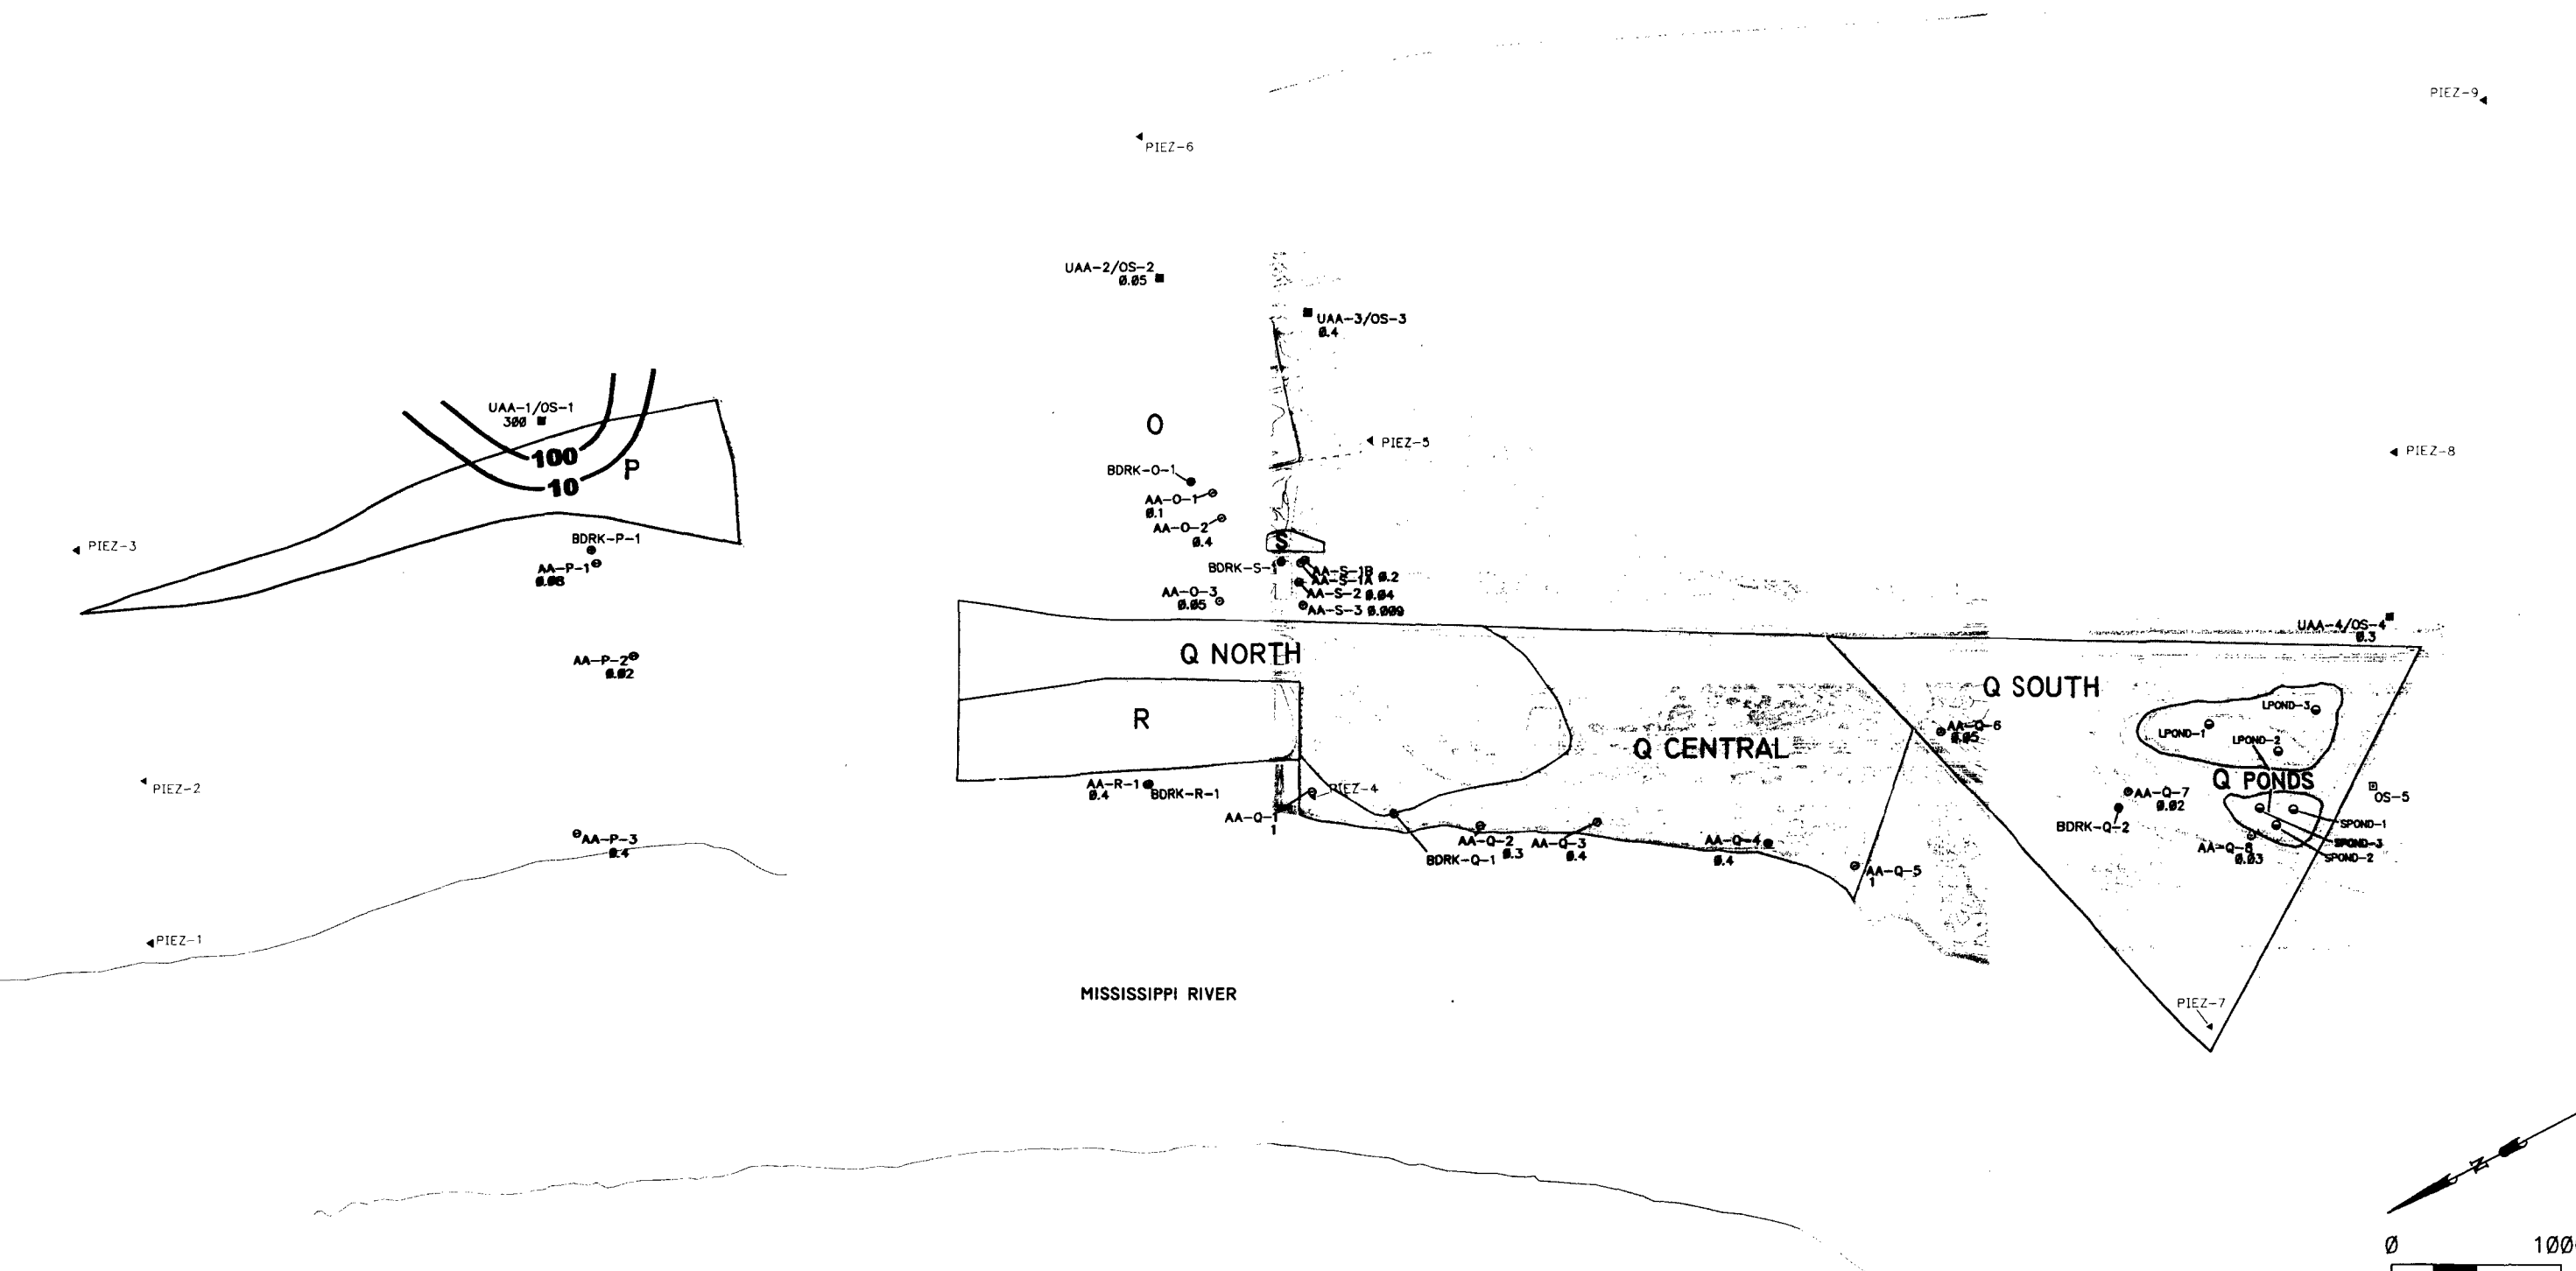 PIEZ-9
PIEZ-6
UAA-2/OS-2
0.05
UAA-3/OS-3
0.4
UAA-1/OS-1
300
100
10
P
O
PIEZ-5
PIEZ-8
BDRK-O-1
AA-O-1
0.1
AA-O-2
0.4
S
BDRK-S-1
AA-S-1B
AA-S-1A 0.2
AA-S-2 0.04
AA-S-3 0.009
AA-O-3
0.05
PIEZ-3
BDRK-P-1
AA-P-1
AA-P-2
0.02
UAA-4/OS-4
0.3
Q NORTH
R
Q CENTRAL
Q SOUTH
AA-Q-6
0.05
LPOND-3
LPOND-1
LPOND-2
Q PONDS
PIEZ-2
AA-R-1
0.4
BDRK-R-1
PIEZ-4
AA-Q-1
1
AA-Q-7
0.02
BDRK-Q-2
OS-5
SPOND-1
SPOND-3
SPOND-2
AA-Q-8
0.03
AA-P-3
0.4
BDRK-Q-1
AA-Q-2
0.3
AA-Q-3
0.4
AA-Q-4
0.4
AA-Q-5
1
PIEZ-1
MISSISSIPPI RIVER
PIEZ-7
N
0